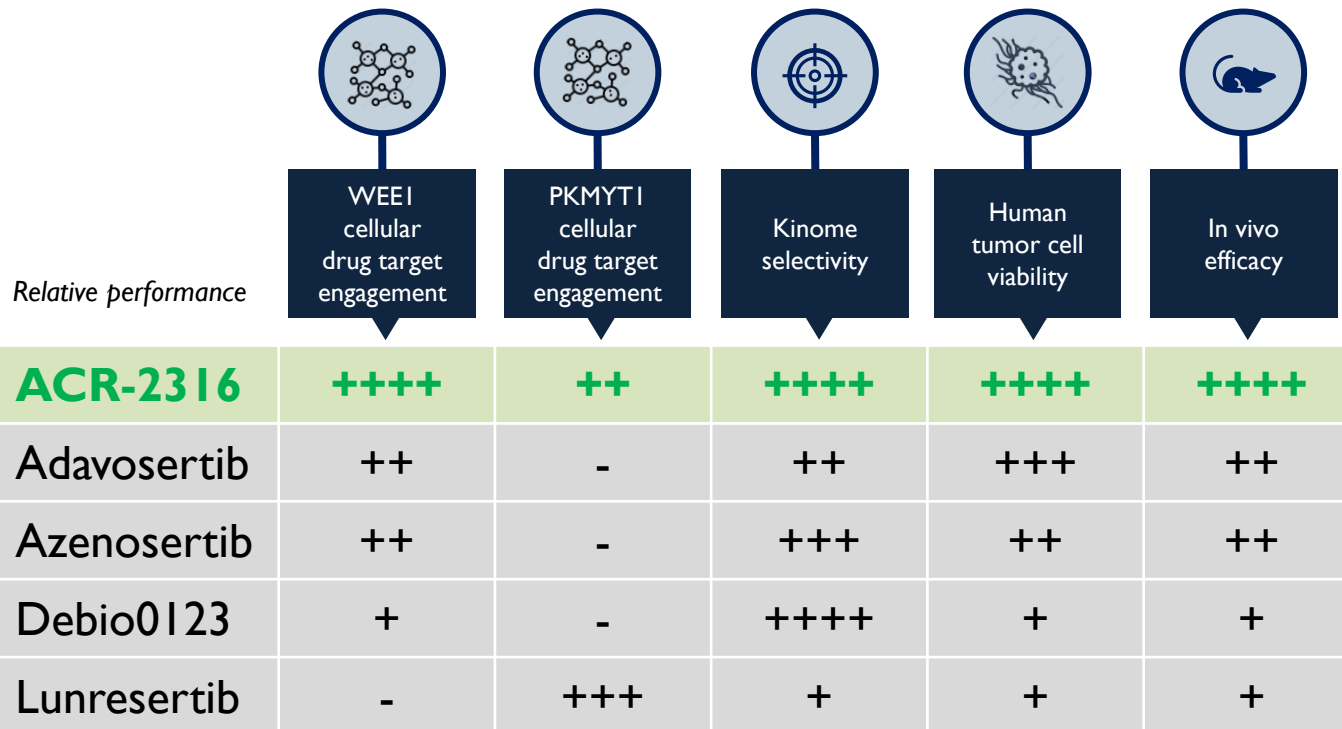 WEE1
cellular
drug target
engagement
PKMYT1
cellular
drug target
engagement
Kinome
selectivity
Human
tumor cell
viability
In vivo
efficacy
Relative performance
ACR-2316 ++++ ++ ++++ ++++ ++++
Adavosertib ++ - ++ +++ ++
Azenosertib ++ - +++ ++ ++
Debio0123 + - ++++ + +
Lunresertib - +++ + + +